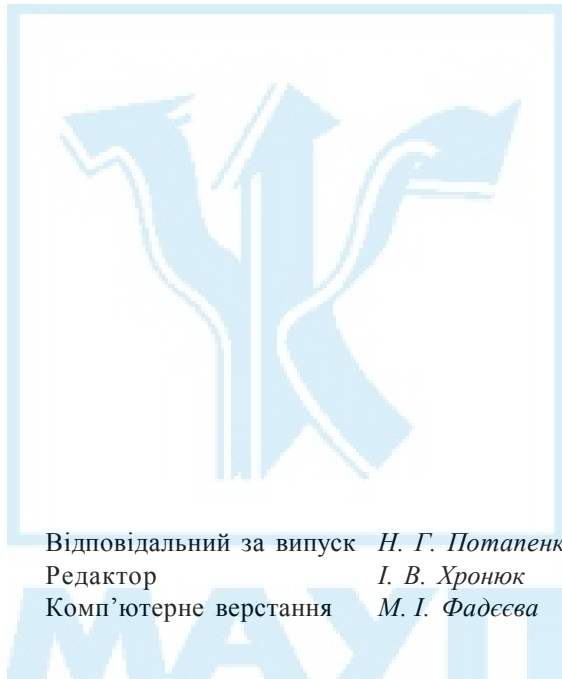 Відповідальний за випуск Н. Г. Потапенк
Редактор І. В. Хронюк
Комп’ютерне верстання М. І. Фадєєва
МАУП